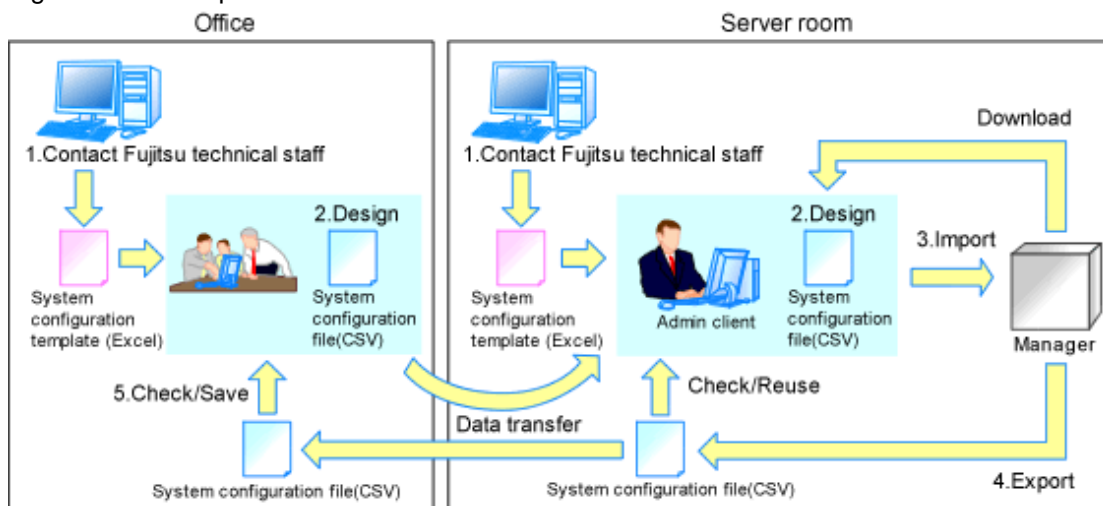 Office
Server room
Download
1.Contact Fujitsu technical staff
1.Contact Fujitsu technical staff
2.Design
2.Design
3.Import
System
configuration
template (Excel)
System
configuration
file(CSV)
System
configuration
template (Excel)
Admin client
System
configuration
file(CSV)
Manager
5.Check/Save
Check/Reuse
Data transfer
System configuration file(CSV)
System configuration file(CSV)
4.Export